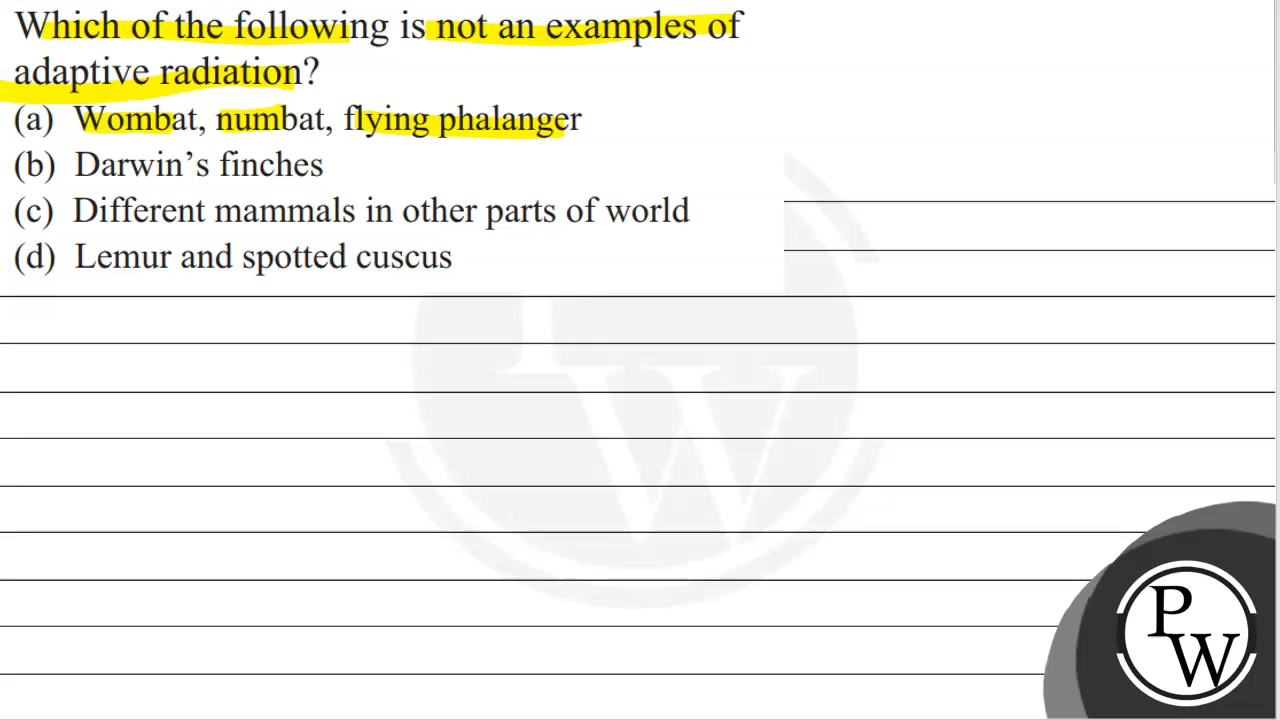 Which of the following is not an examples of
adaptive radiation?
(a) Wombat, numbat, flying phalanger
(b) Darwin’s finches
(c) Different mammals in other parts of world
(d) Lemur and spotted cuscus
PW